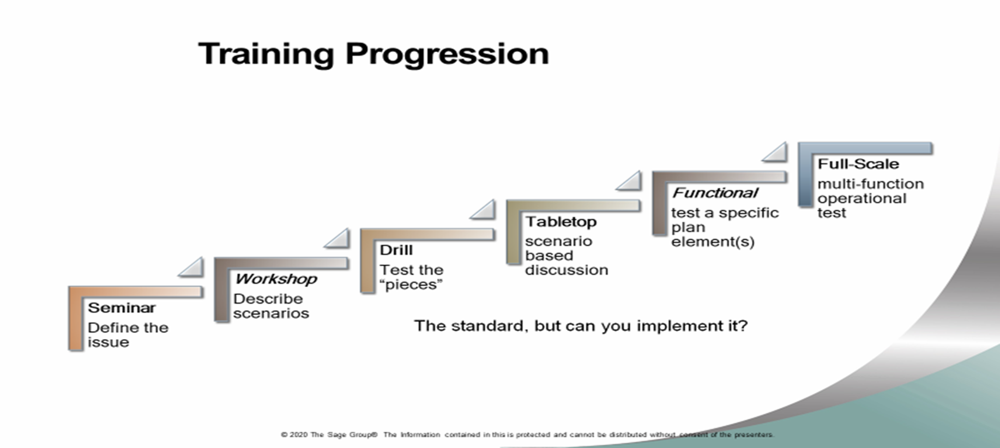 Training Progression
Seminar
Define the
issue
Workshop
Describe
scenarios
Drill
Test the
“pieces”
Tabletop
scenario
based
discussion
Functional
test a specific
plan
element(s)
Full-Scale
multi-function
operational
test
The standard, but can you implement it?
© 2020 The Sage Group® The Information contained in this is protected and cannot be distributed without consent of the presenters.